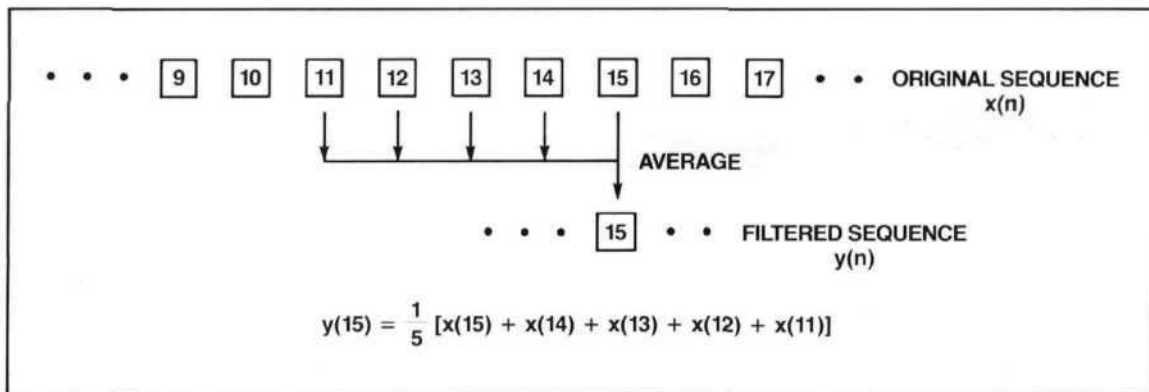 • • • 9 10 11 12 13 14 15 16 17 • • ORIGINAL SEQUENCE
x(n)
AVERAGE
• • • 15 • • FILTERED SEQUENCE
y(n)
y(15) = 1/5 [x(15) + x(14) + x(13) + x(12) + x(11)]